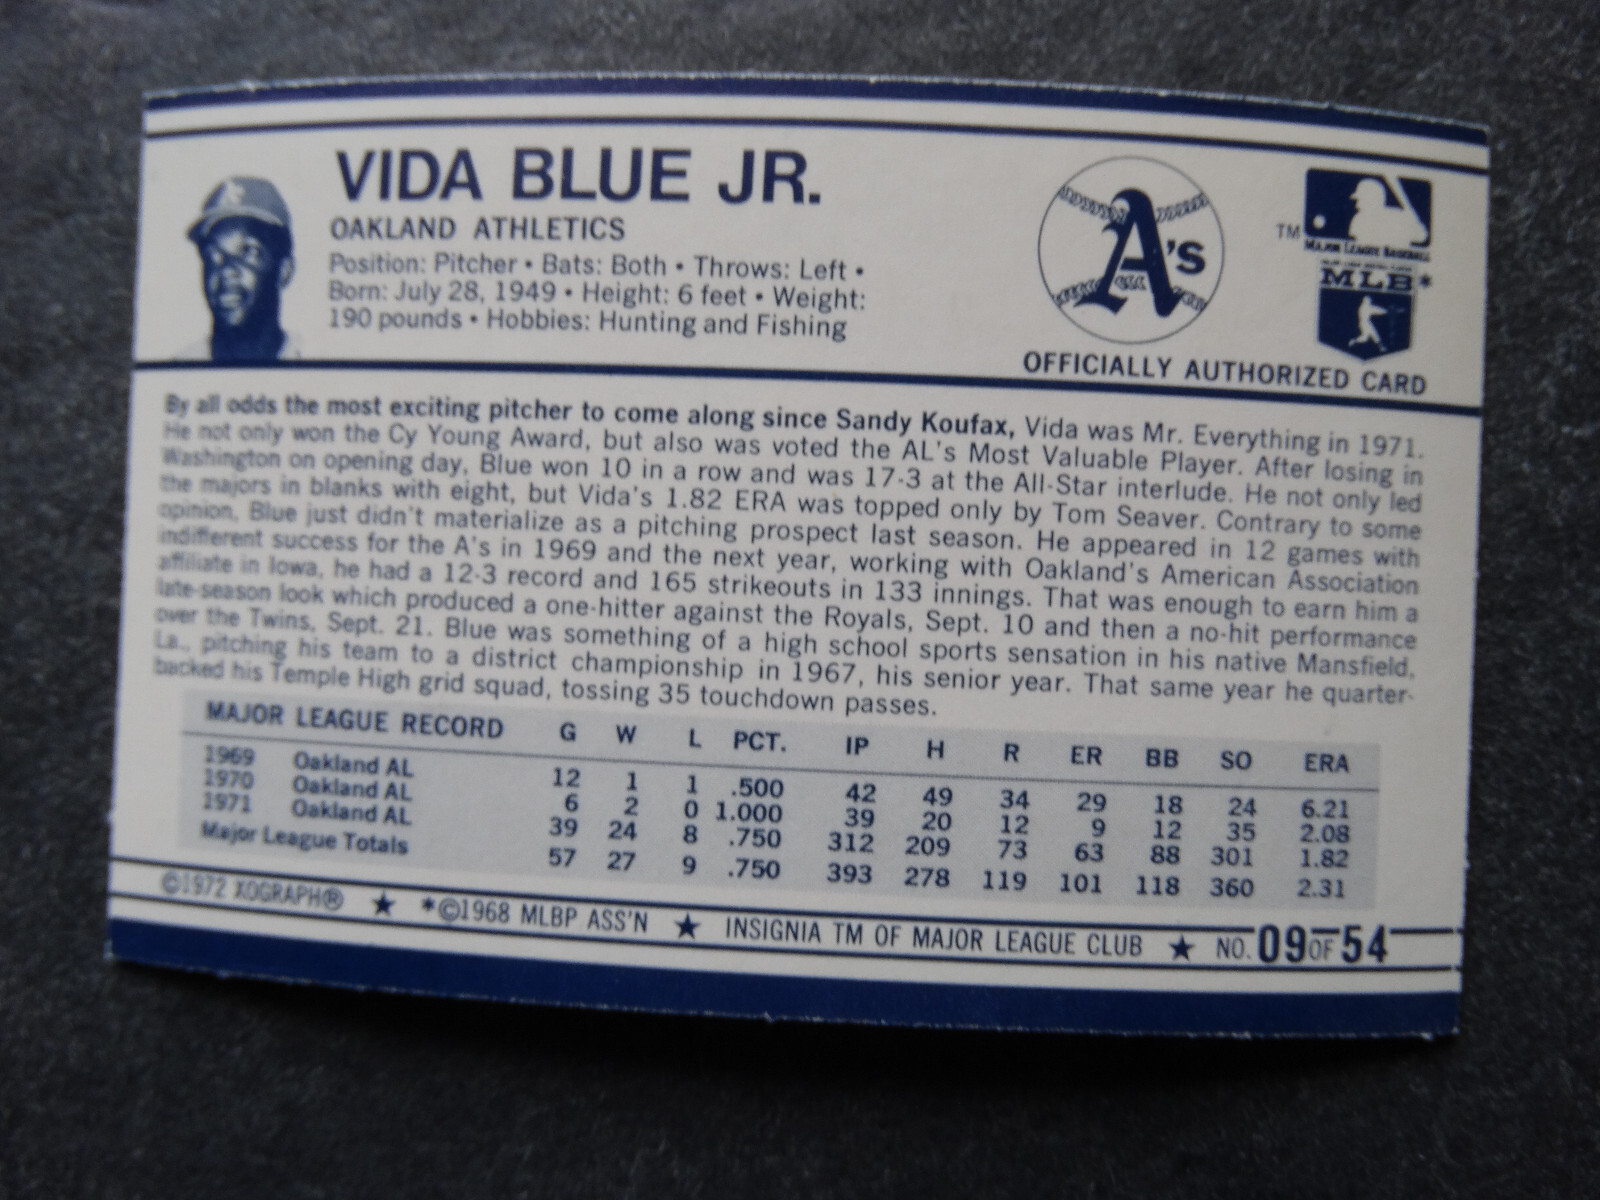 VIDA BLUE JR.
OAKLAND ATHLETICS
Position: Pitcher • Bats: Both • Throws: Left •
Born: July 28, 1949 • Height: 6 feet • Weight:
190 pounds • Hobbies: Hunting and Fishing
A's
TM
MAJOR LEAGUE BASEBALL
MLB*
OFFICIALLY AUTHORIZED CARD
By all odds the most exciting pitcher to come along since Sandy Koufax, Vida was Mr. Everything in 1971.
He not only won the Cy Young Award, but also was voted the AL's Most Valuable Player. After losing in
Washington on opening day, Blue won 10 in a row and was 17-3 at the All-Star interlude. He not only led
the majors in blanks with eight, but Vida's 1.82 ERA was topped only by Tom Seaver. Contrary to some
opinion, Blue just didn't materialize as a pitching prospect last season. He appeared in 12 games with
indifferent success for the A's in 1969 and the next year, working with Oakland's American Association
affiliate in Iowa, he had a 12-3 record and 165 strikeouts in 133 innings. That was enough to earn him a
late-season look which produced a one-hitter against the Royals, Sept. 10 and then a no-hit performance
over the Twins, Sept. 21. Blue was something of a high school sports sensation in his native Mansfield,
La., pitching his team to a district championship in 1967, his senior year. That same year he quarter-
backed his Temple High grid squad, tossing 35 touchdown passes.
MAJOR LEAGUE RECORD G W L PCT. IP H R ER BB SO ERA
1969 Oakland AL 12 1 1 .500 42 49 34 29 18 24 6.21
1970 Oakland AL 6 2 0 1.000 39 20 12 9 12 35 2.08
1971 Oakland AL 39 24 8 .750 312 209 73 63 88 301 1.82
Major League Totals 57 27 9 .750 393 278 119 101 118 360 2.31
©1972 XOGRAPH® ★ *©1968 MLBP ASS'N ★ INSIGNIA TM OF MAJOR LEAGUE CLUB ★ NO. 09 OF 54